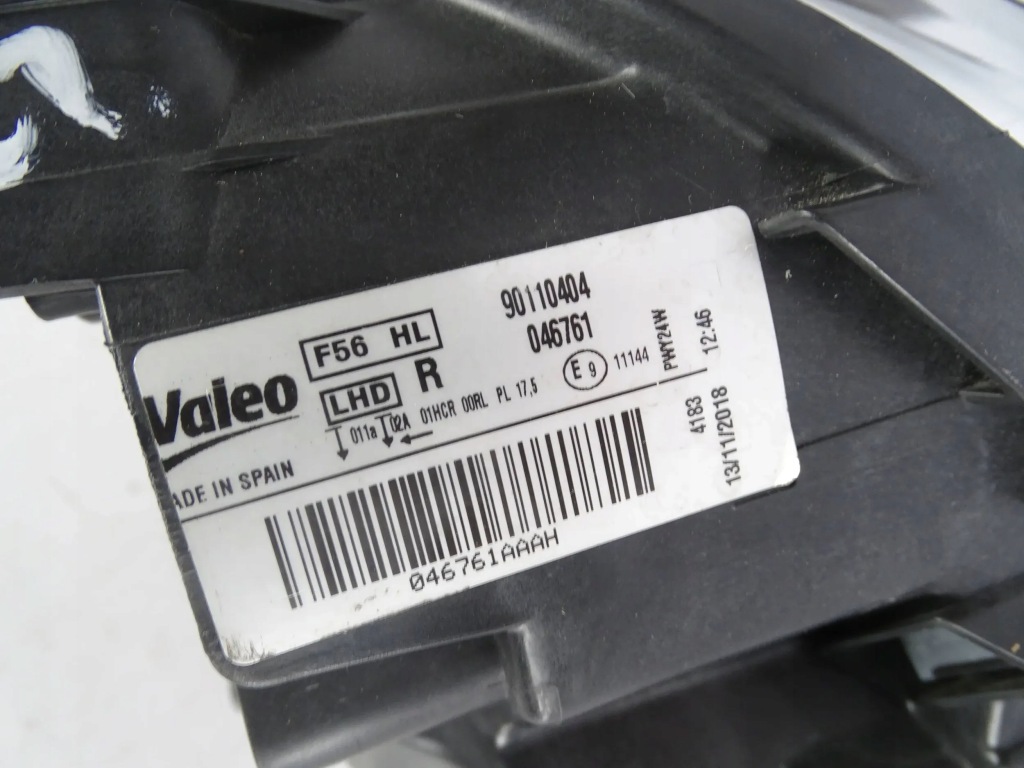 90110404
F56 HL
046761
Valeo
LHD R
E 9 11144
PWY24W
12:46
011a 02A 01HCR 00RL PL 17,5
4183
13/11/2018
ADE IN SPAIN
046761AAAH